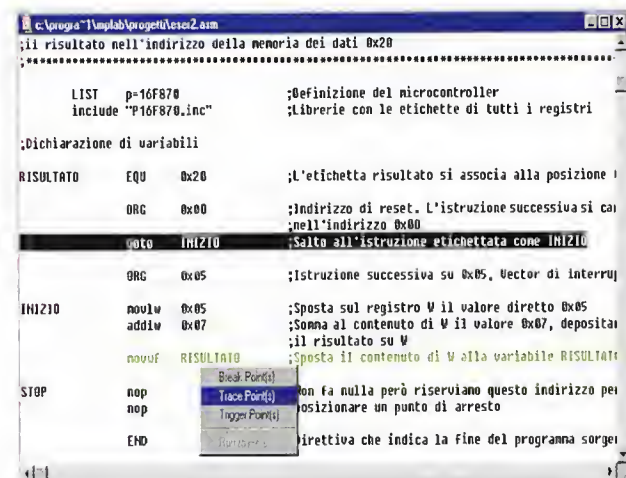 c:\progra~1\mplab\progetti\eser2.asm
;il risultato nell'indirizzo della memoria dei dati 0x20
;**********************************************************************
LIST p=16F870 ;Definizione del microcontroller
include "P16F870.inc" ;Librerie con le etichette di tutti i registri
;Dichiarazione di variabili
RISULTATO EQU 0x20 ;L'etichetta risultato si associa alla posizione
ORG 0x00 ;Indirizzo di reset. L'istruzione successiva si ca
;nell'indirizzo 0x00
goto INIZIO ;Salto all'istruzione etichettata come INIZIO
ORG 0x05 ;Istruzione successiva su 0x05, Vector di interrup
INIZIO movlw 0x05 ;Sposta sul registro W il valore diretto 0x05
addlw 0x07 ;Somma al contenuto di W il valore 0x07, deposita
;il risultato su W
movwf RISULTATO ;Sposta il contenuto di W alla variabile RISULTATO
Break Point(s)
STOP nop Non fa nulla però riserviamo questo indirizzo per
Trace Point(s)
nop posizionare un punto di arresto
Trigger Point(s)
END Direttiva che indica la fine del programma sorge